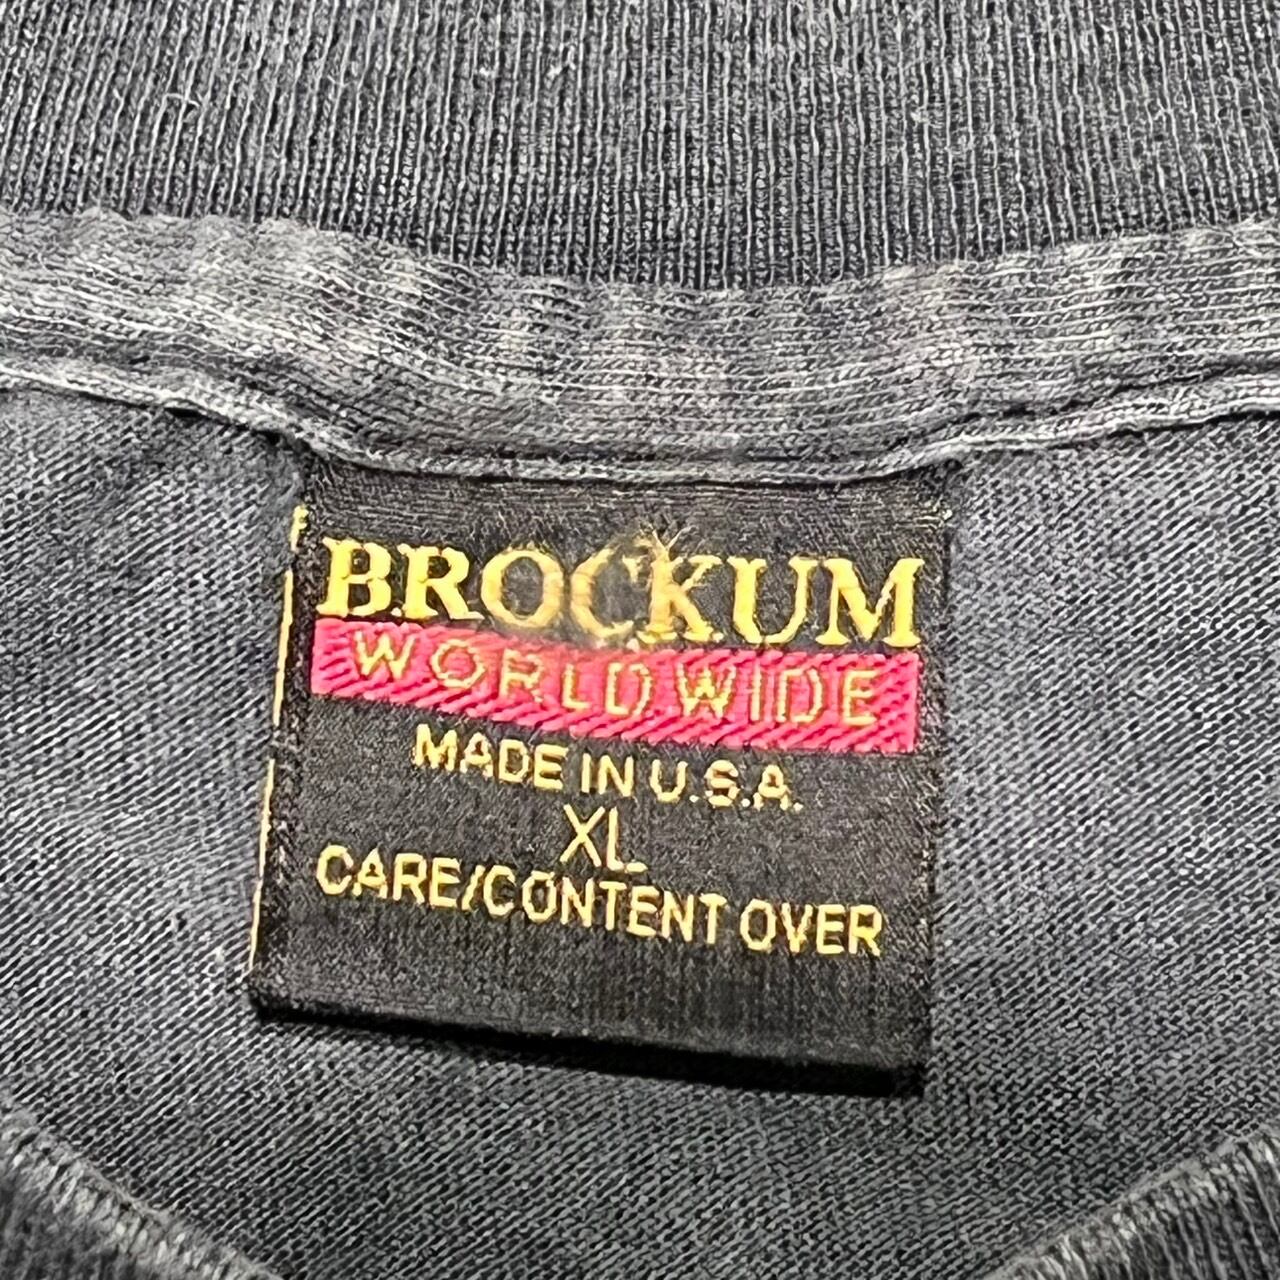 BROCKUM
WORLDWIDE
MADE IN U.S.A.
XL
CARE/CONTENT OVER